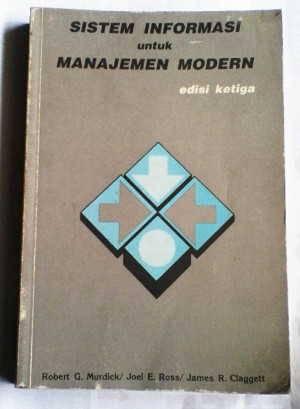 SISTEM INFORMASI
untuk
MANAJEMEN MODERN
edisi ketiga
Robert G. Murdick/ Joel E. Ross/ James R. Claggett